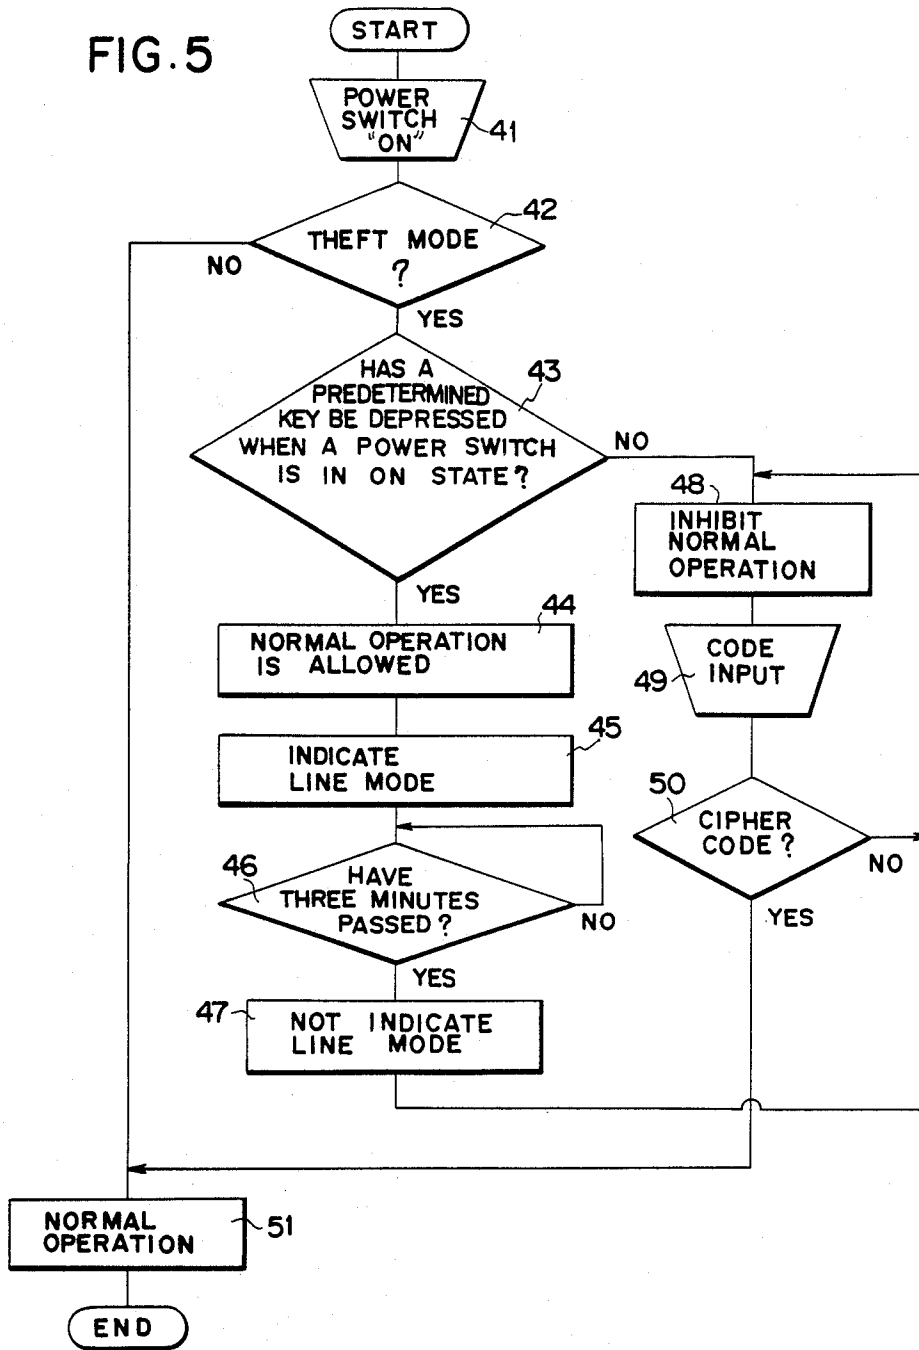 FIG.5
START
POWER
SWITCH
"ON"
41
42
THEFT MODE
?
NO
YES
HAS A
PREDETERMINED
KEY BE DEPRESSED
WHEN A POWER SWITCH
IS IN ON STATE?
43
NO
YES
48
INHIBIT
NORMAL
OPERATION
44
NORMAL OPERATION
IS ALLOWED
CODE
INPUT
49
45
INDICATE
LINE MODE
50
CIPHER
CODE?
NO
YES
46
HAVE
THREE MINUTES
PASSED?
NO
YES
47
NOT INDICATE
LINE MODE
NORMAL
OPERATION
51
END